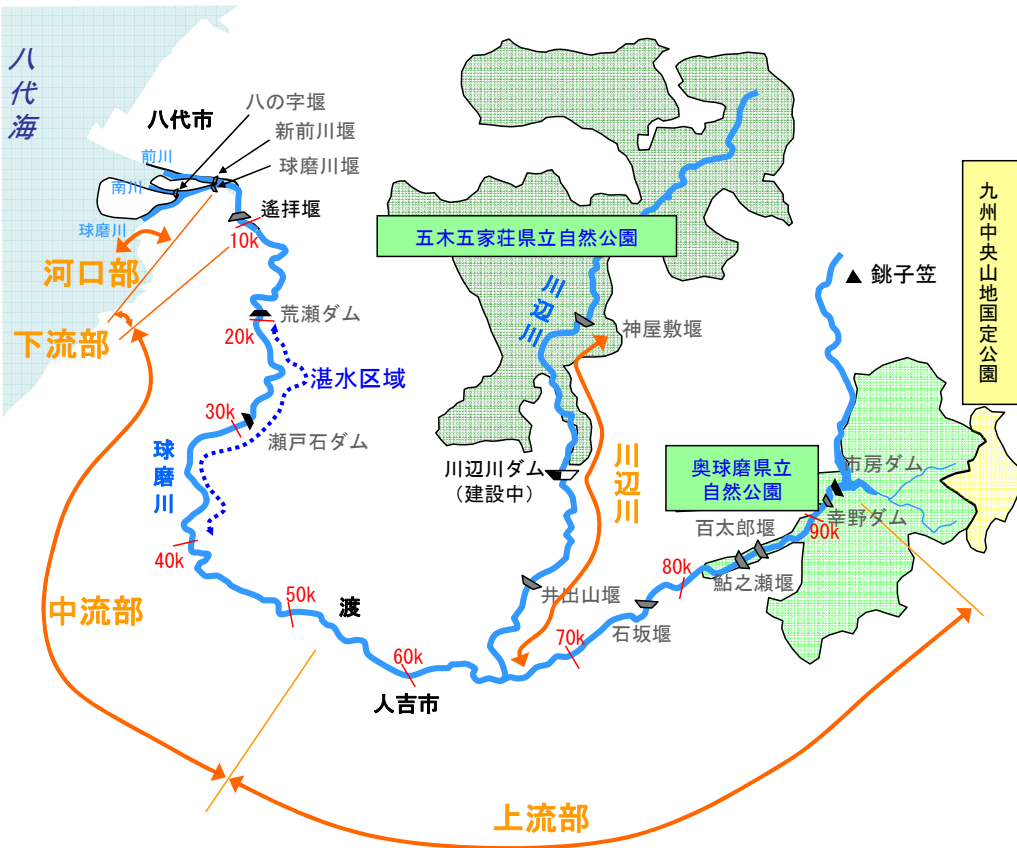 八代海
八代市
八の字堰
新前川堰
球磨川堰
前川
南川
球磨川
遙拝堰
10k
河口部
下流部
荒瀬ダム
20k
湛水区域
30k
瀬戸石ダム
球磨川
40k
中流部
50k
渡
60k
人吉市
五木五家荘県立自然公園
川辺川
神屋敷堰
川辺川ダム
(建設中)
川辺川
井出山堰
70k
石坂堰
80k
奥球磨県立
自然公園
百太郎堰
鮎之瀬堰
市房ダム
幸野ダム
90k
銚子笠
九州中央山地国定公園
上流部